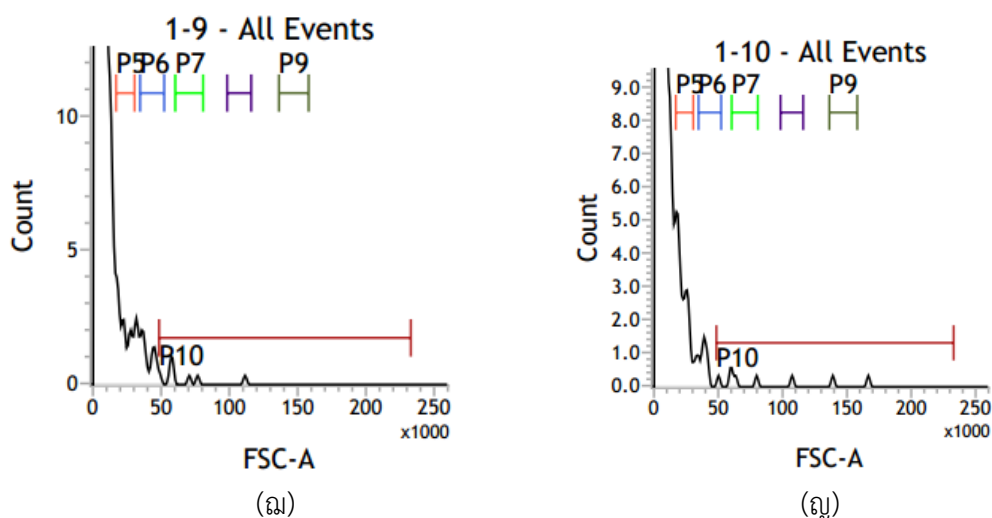 1-9 - All Events
P5 P6 P7 P9
10
5
0
Count
P10
0 50 100 150 200 250
x1000
FSC-A
(ฌ)
1-10 - All Events
P5 P6 P7 P9
9.0
8.0
7.0
6.0
5.0
4.0
3.0
2.0
1.0
0.0
Count
P10
0 50 100 150 200 250
x1000
FSC-A
(ญ)